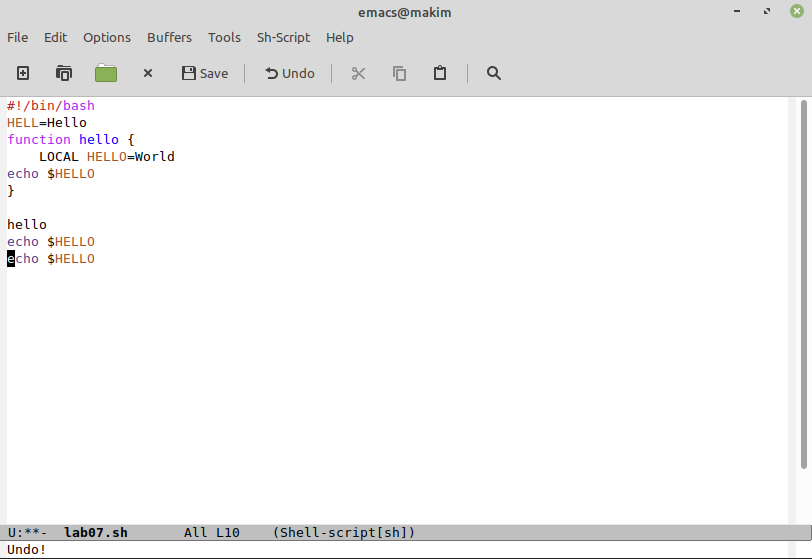 emacs@makim
File Edit Options Buffers Tools Sh-Script Help
Save Undo
#!/bin/bash
HELL=Hello
function hello {
    LOCAL HELLO=World
echo $HELLO
}
hello
echo $HELLO
echo $HELLO
U:**-  lab07.sh       All L10    (Shell-script[sh])
Undo!